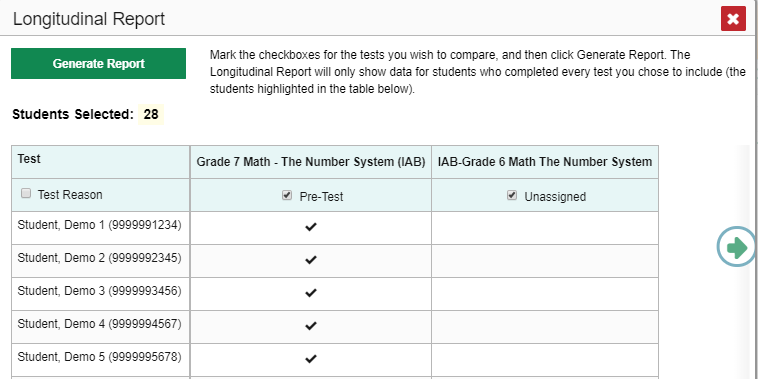 Longitudinal Report
Generate Report
Mark the checkboxes for the tests you wish to compare, and then click Generate Report. The
Longitudinal Report will only show data for students who completed every test you chose to include (the
students highlighted in the table below).
Students Selected: 28
Test Grade 7 Math - The Number System (IAB) IAB-Grade 6 Math The Number System
Test Reason Pre-Test Unassigned
Student, Demo 1 (9999991234)
Student, Demo 2 (9999992345)
Student, Demo 3 (9999993456)
Student, Demo 4 (9999994567)
Student, Demo 5 (9999995678)